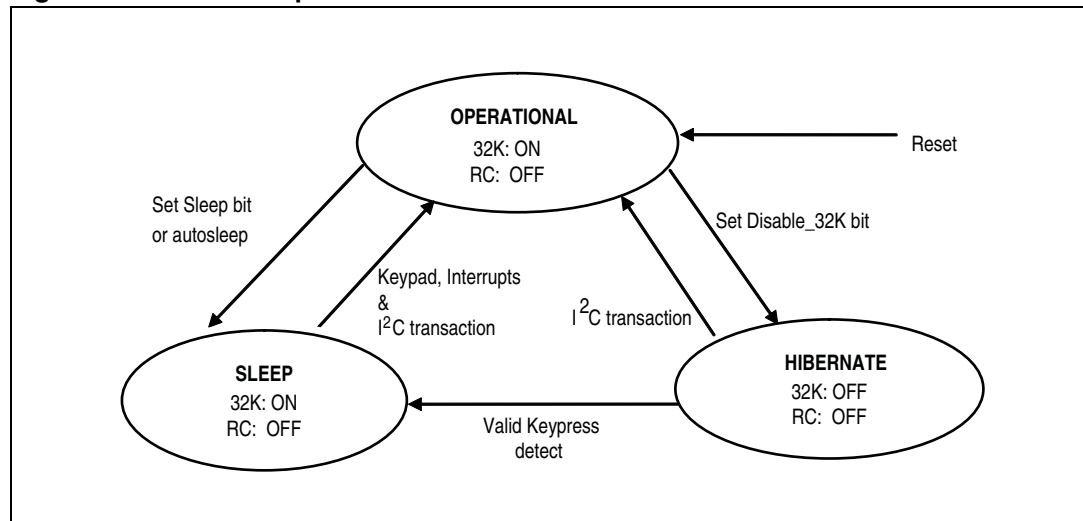 OPERATIONAL
32K: ON
RC: OFF
Reset
Set Sleep bit
or autosleep
Set Disable_32K bit
Keypad, Interrupts
&
I²C transaction
I²C transaction
SLEEP
32K: ON
RC: OFF
HIBERNATE
32K: OFF
RC: OFF
Valid Keypress
detect